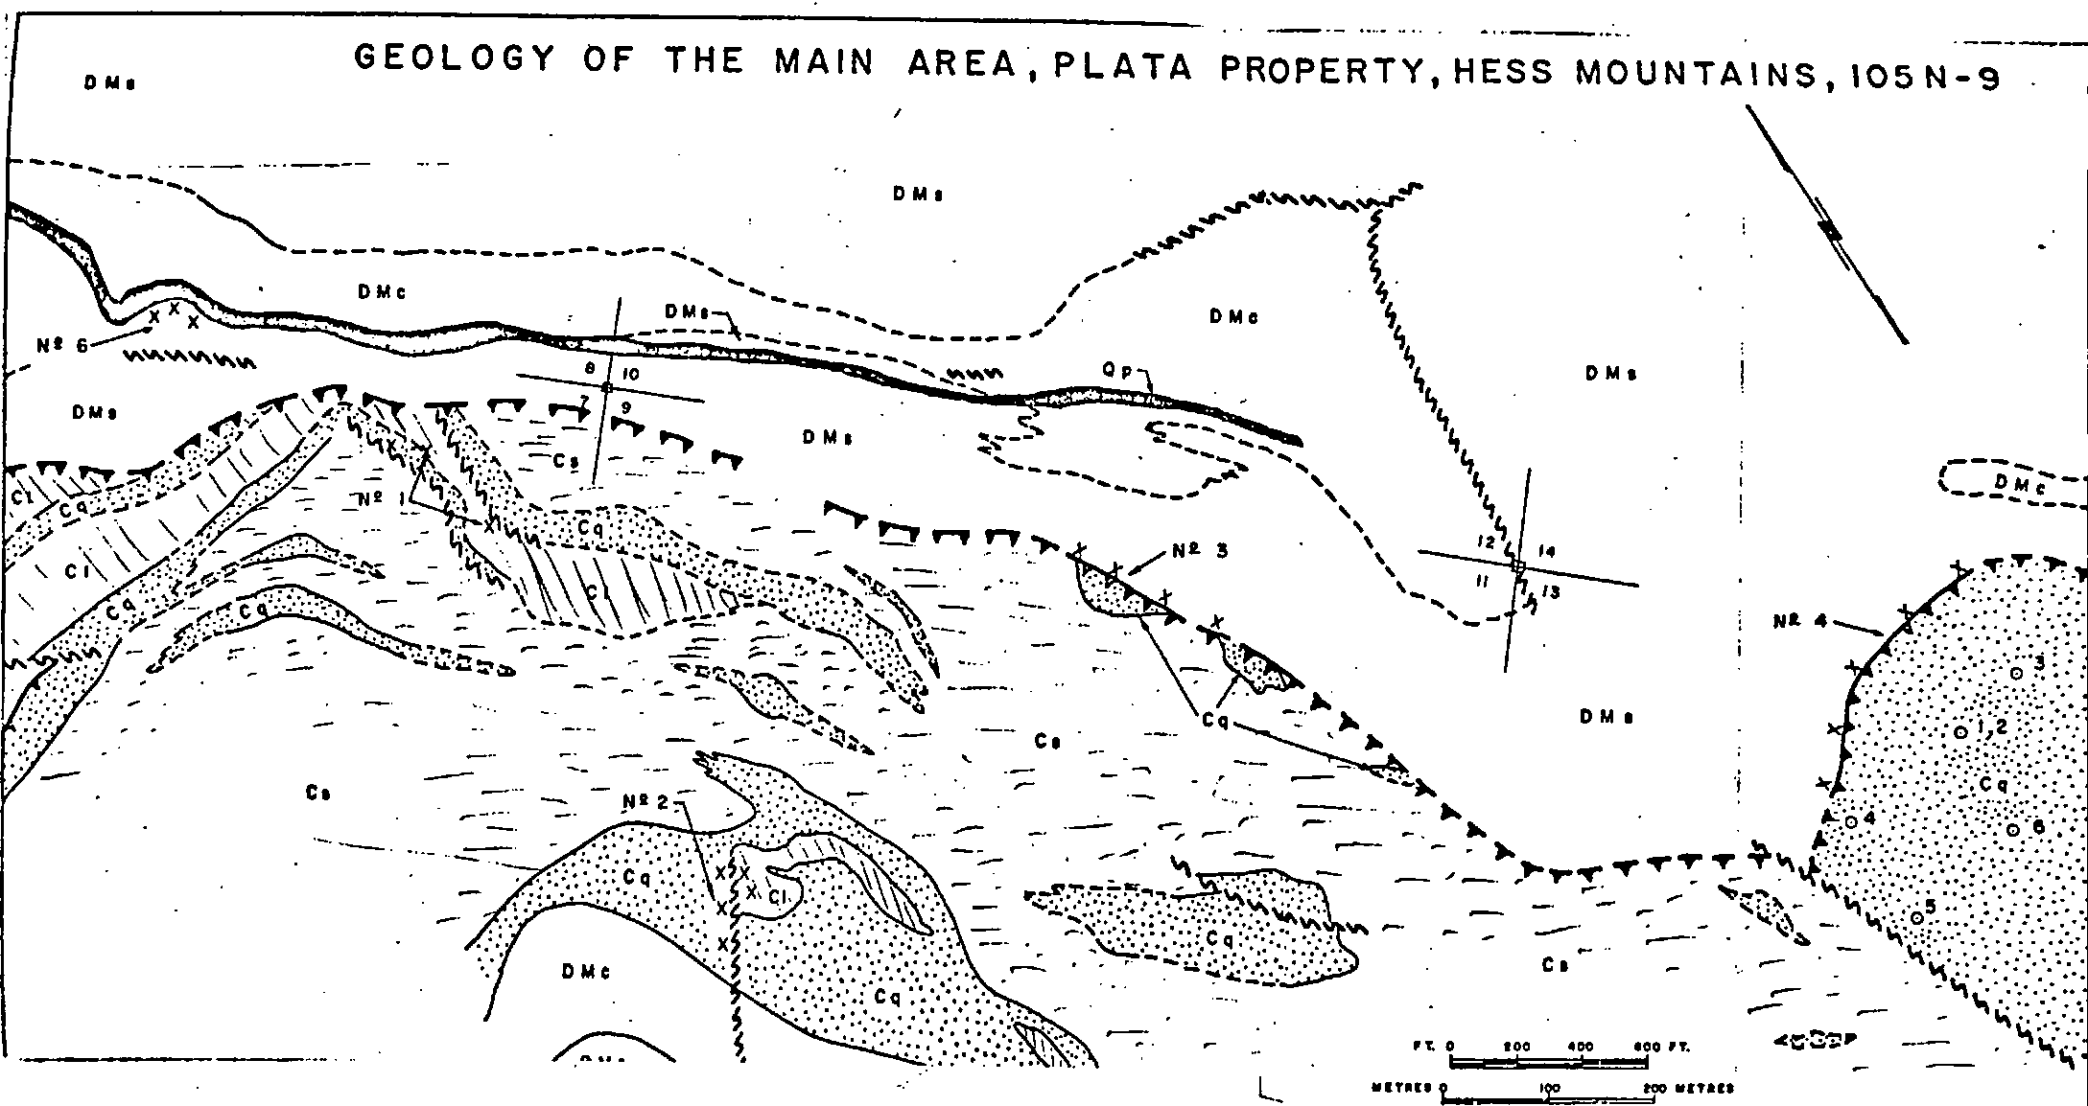 GEOLOGY OF THE MAIN AREA, PLATA PROPERTY, HESS MOUNTAINS, 105N-9
DMs
DMs
DMc
DMs
DMc
Nº 6
8 10
Qp
DMs
DMs
7 9
DMs
Cs
DMc
Cl
Cq
Nº 1
Cq
12 14
Nº 3
11 13
Cl
Cq
Cq
Nº 4
3
Cq
DMs
1,2
Cs
Cs
Nº 2
Cq
4
6
Cq
Cl
5
Cq
DMc
Cs
Cq
FT. 0 200 400 600 FT.
METRES 0 100 200 METRES